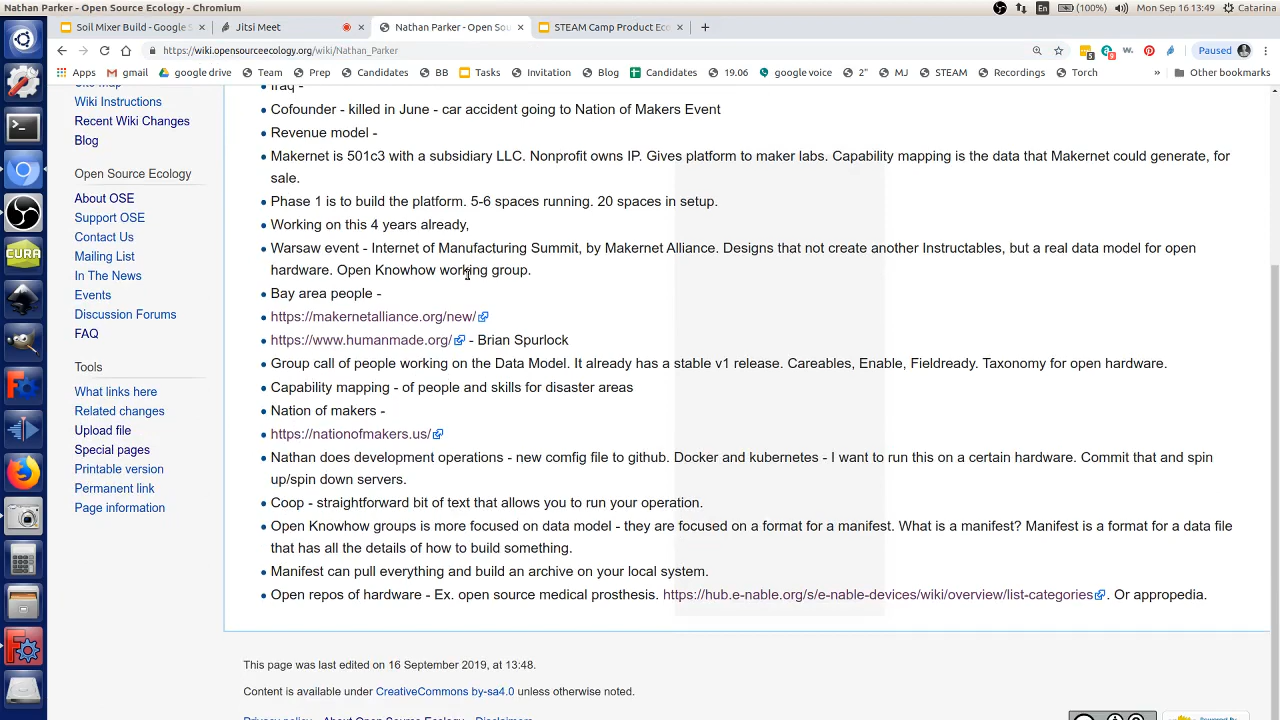 Nathan Parker - Open Source Ecology - Chromium
En
(100%)
Mon Sep 16 13:49
Catarina
Soil Mixer Build - Google S
Jitsi Meet
Nathan Parker - Open Sou
STEAM Camp Product Eco
https://wiki.opensourceecology.org/wiki/Nathan_Parker
Paused
Apps
gmail
google drive
Team
Prep
Candidates
BB
Tasks
Invitation
Blog
Candidates
19.06
google voice
2"
MJ
STEAM
Recordings
Torch
»
Other bookmarks
Site map
Wiki Instructions
Recent Wiki Changes
Blog
Open Source Ecology
About OSE
Support OSE
Contact Us
Mailing List
In The News
Events
Discussion Forums
FAQ
Tools
What links here
Related changes
Upload file
Special pages
Printable version
Permanent link
Page information
CURA
Iraq -
Cofounder - killed in June - car accident going to Nation of Makers Event
Revenue model -
Makernet is 501c3 with a subsidiary LLC. Nonprofit owns IP. Gives platform to maker labs. Capability mapping is the data that Makernet could generate, for
sale.
Phase 1 is to build the platform. 5-6 spaces running. 20 spaces in setup.
Working on this 4 years already,
Warsaw event - Internet of Manufacturing Summit, by Makernet Alliance. Designs that not create another Instructables, but a real data model for open
hardware. Open Knowhow working group.
Bay area people -
https://makernetalliance.org/new/
https://www.humanmade.org/ - Brian Spurlock
Group call of people working on the Data Model. It already has a stable v1 release. Careables, Enable, Fieldready. Taxonomy for open hardware.
Capability mapping - of people and skills for disaster areas
Nation of makers -
https://nationofmakers.us/
Nathan does development operations - new comfig file to github. Docker and kubernetes - I want to run this on a certain hardware. Commit that and spin
up/spin down servers.
Coop - straightforward bit of text that allows you to run your operation.
Open Knowhow groups is more focused on data model - they are focused on a format for a manifest. What is a manifest? Manifest is a format for a data file
that has all the details of how to build something.
Manifest can pull everything and build an archive on your local system.
Open repos of hardware - Ex. open source medical prosthesis. https://hub.e-nable.org/s/e-nable-devices/wiki/overview/list-categories. Or appropedia.
This page was last edited on 16 September 2019, at 13:48.
Content is available under CreativeCommons by-sa4.0 unless otherwise noted.
Privacy policy About Open Source Ecology Disclaimers